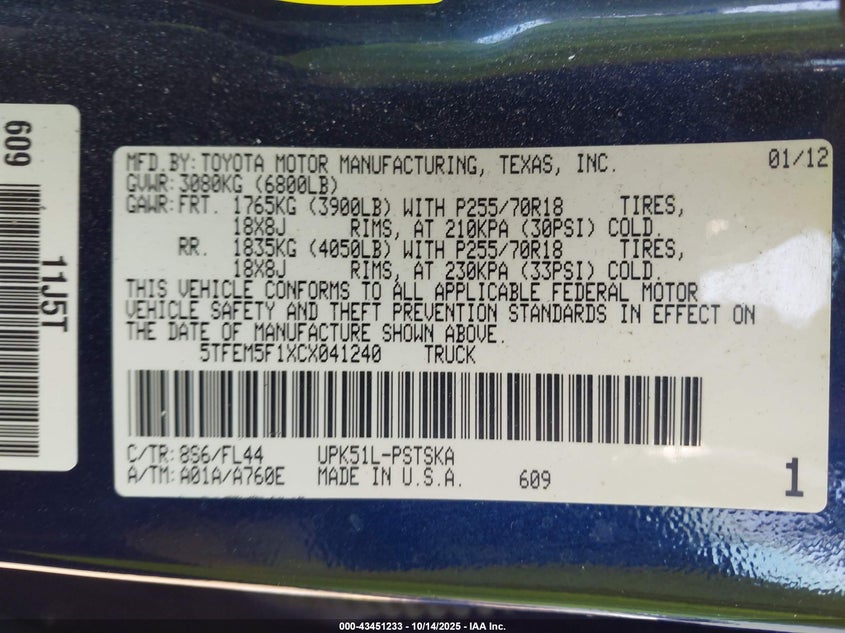 609
11J5T
MFD.BY:TOYOTA MOTOR MANUFACTURING, TEXAS, INC. 01/12
GVWR:3080KG (6800LB)
GAWR:FRT. 1765KG (3900LB) WITH P255/70R18 TIRES,
18X8J RIMS, AT 210KPA (30PSI) COLD.
RR. 1835KG (4050LB) WITH P255/70R18 TIRES,
18X8J RIMS, AT 230KPA (33PSI) COLD.
THIS VEHICLE CONFORMS TO ALL APPLICABLE FEDERAL MOTOR
VEHICLE SAFETY AND THEFT PREVENTION STANDARDS IN EFFECT ON
THE DATE OF MANUFACTURE SHOWN ABOVE.
5TFEM5F1XCX041240 TRUCK
C/TR:8S6/FL44 UPK51L-PSTSKA
A/TM:A01A/A760E MADE IN U.S.A. 609 1
000-43451233 - 10/14/2025 - IAA Inc.